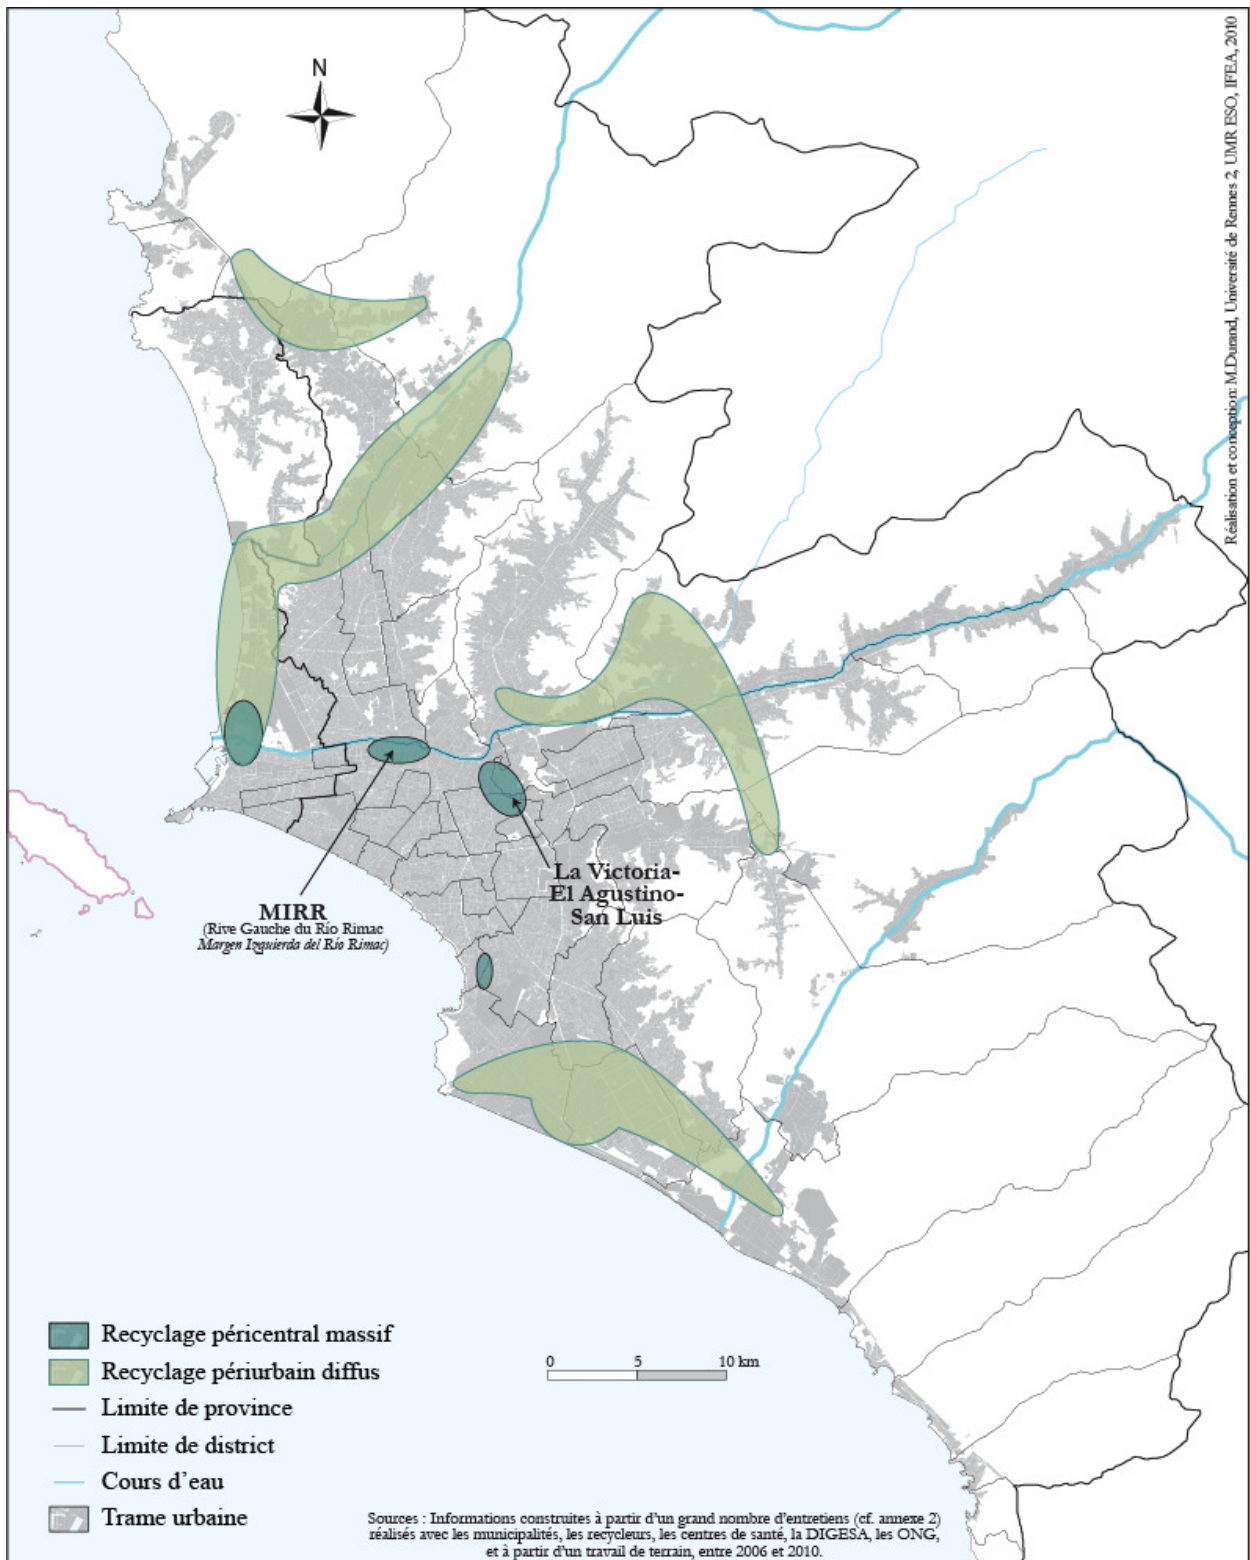 N
Réalisation et conception: M.Durand, Université de Rennes 2, UMR ESO, IFEA, 2010
La Victoria-
El Agustino-
San Luis
MIRR
(Rive Gauche du Río Rimac
Margen Izquierda del Río Rimac)
Recyclage péricentral massif
Recyclage périurbain diffus
Limite de province
Limite de district
Cours d'eau
Trame urbaine
0 5 10 km
Sources : Informations construites à partir d'un grand nombre d'entretiens (cf. annexe 2)
réalisés avec les municipalités, les recycleurs, les centres de santé, la DIGESA, les ONG,
et à partir d'un travail de terrain, entre 2006 et 2010.